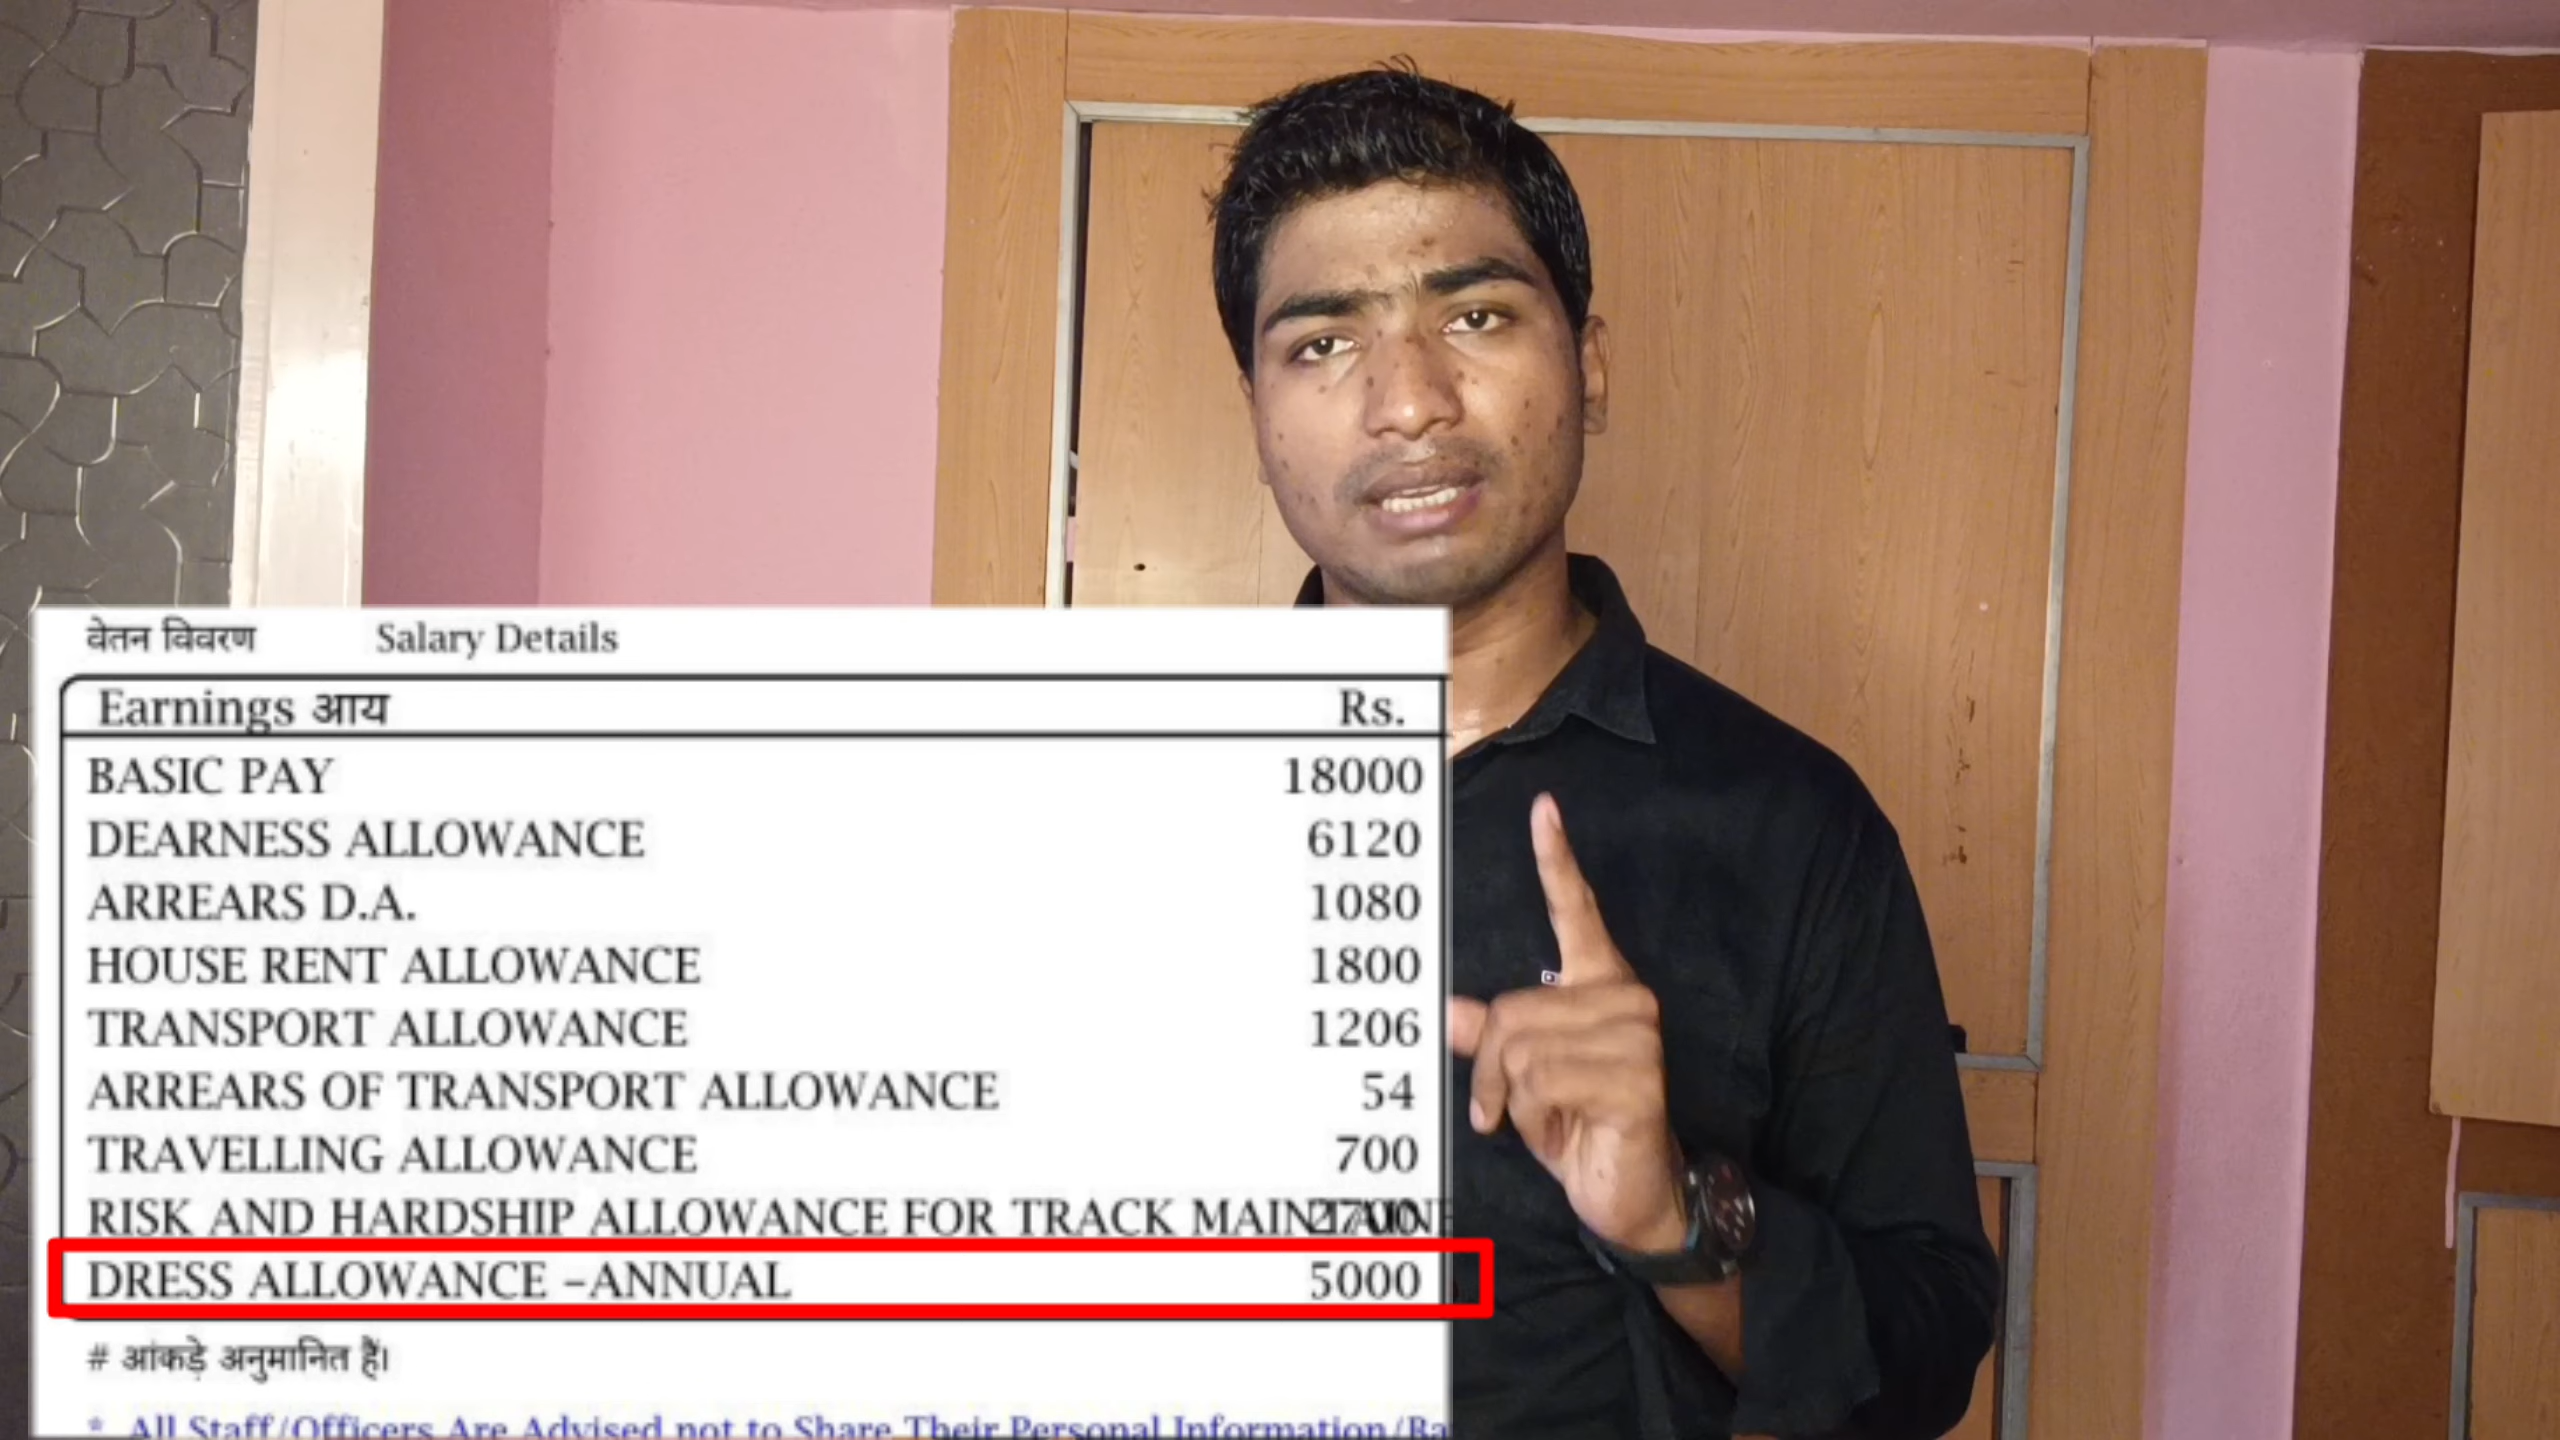 वेतन विवरण Salary Details
Earnings आय Rs.
BASIC PAY 18000
DEARNESS ALLOWANCE 6120
ARREARS D.A. 1080
HOUSE RENT ALLOWANCE 1800
TRANSPORT ALLOWANCE 1206
ARREARS OF TRANSPORT ALLOWANCE 54
TRAVELLING ALLOWANCE 700
RISK AND HARDSHIP ALLOWANCE FOR TRACK 2700
DRESS ALLOWANCE -ANNUAL 5000
# आंकड़े अनुमानित हैं।
* All Staff/Officers Are Advised not to Share Their Personal Information/Ba